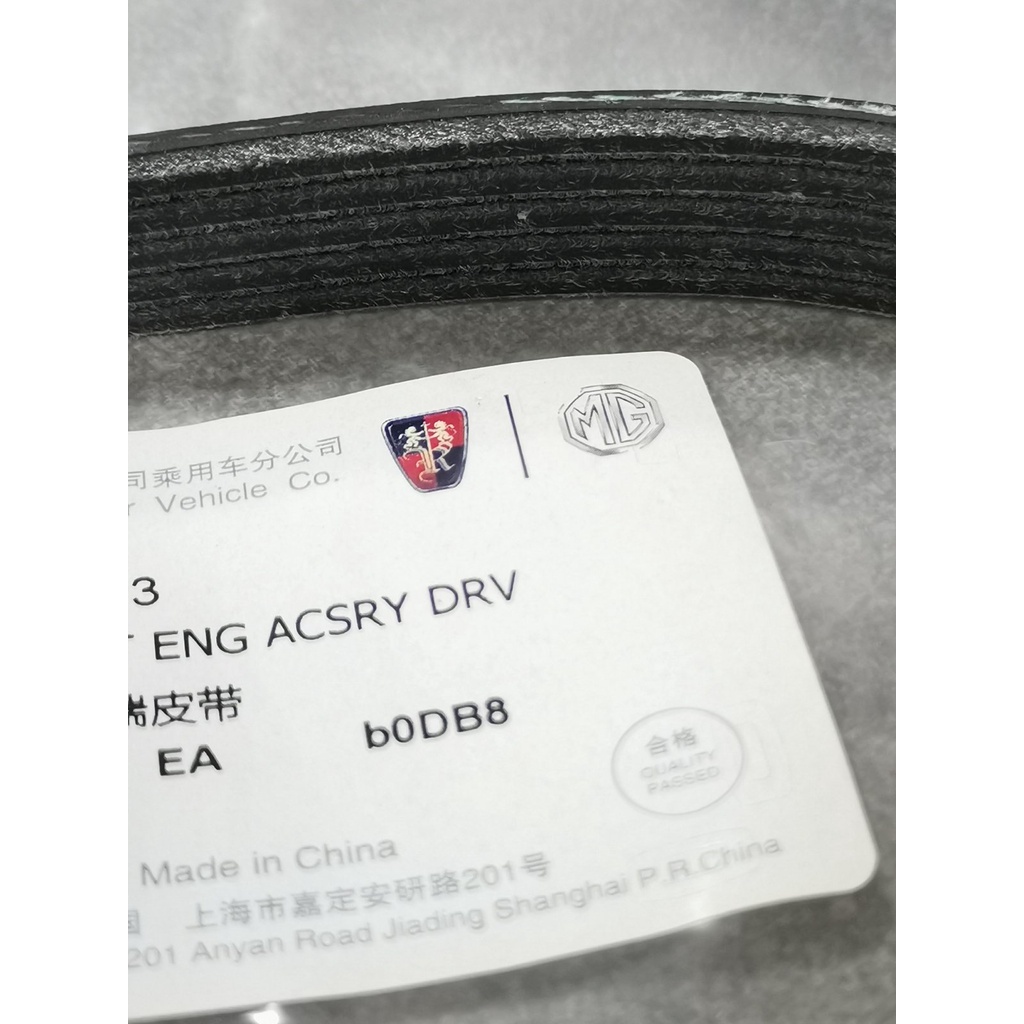 司乘用车分公司
r Vehicle Co.
MG
3
T ENG ACSRY DRV
端皮带
EA b0DB8
合格
QUALITY
PASSED
Made in China
国 上海市嘉定安研路201号
201 Anyan Road Jiading Shanghai P.R.China